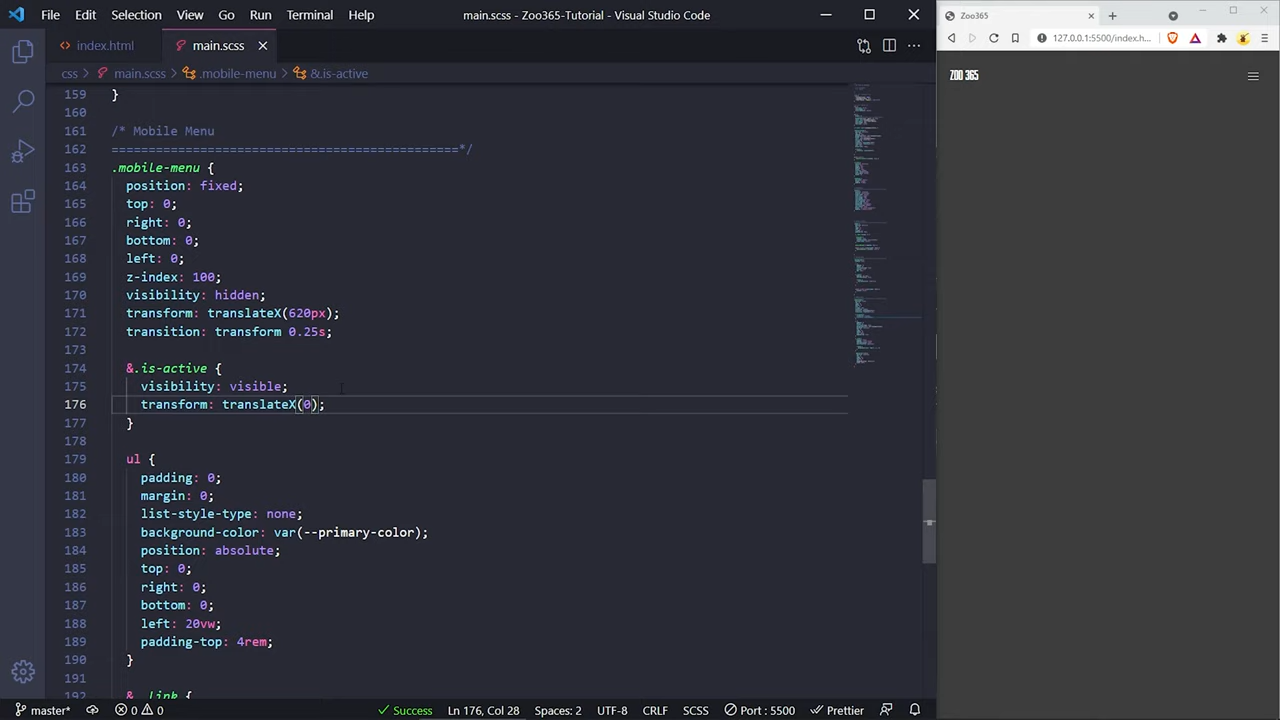 File Edit Selection View Go Run Terminal Help main.scss - Zoo365-Tutorial - Visual Studio Code
Zoo365
index.html main.scss
127.0.0.1:5500/index.h...
css > main.scss > .mobile-menu > &.is-active
ZOO 365
159 }
160
161 /* Mobile Menu
162 ===========================================*/
163 .mobile-menu {
164 position: fixed;
165 top: 0;
166 right: 0;
167 bottom: 0;
168 left: 0;
169 z-index: 100;
170 visibility: hidden;
171 transform: translateX(620px);
172 transition: transform 0.25s;
173
174 &.is-active {
175 visibility: visible;
176 transform: translateX(0);
177 }
178
179 ul {
180 padding: 0;
181 margin: 0;
182 list-style-type: none;
183 background-color: var(--primary-color);
184 position: absolute;
185 top: 0;
186 right: 0;
187 bottom: 0;
188 left: 20vw;
189 padding-top: 4rem;
190 }
191
192 &__link {
master* 0 0 Success Ln 176, Col 28 Spaces: 2 UTF-8 CRLF SCSS Port : 5500 Prettier